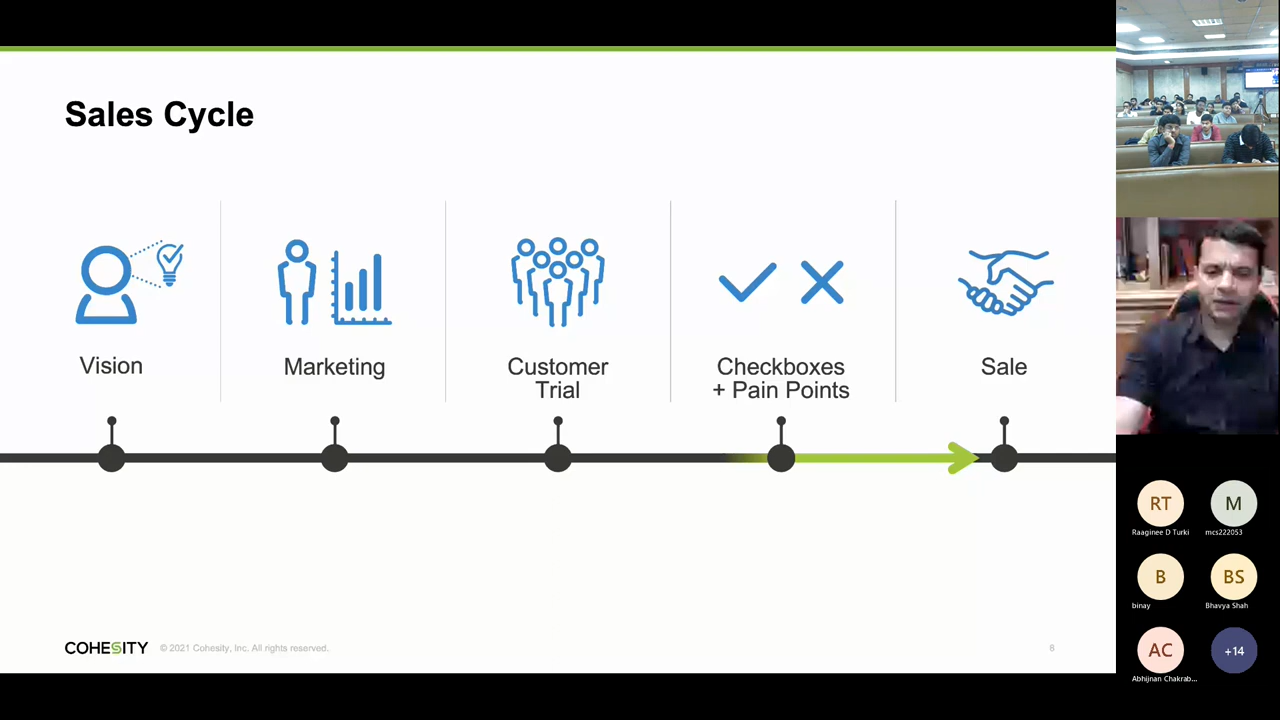 Sales Cycle
Vision
Marketing
Customer
Trial
Checkboxes
+ Pain Points
Sale
COHESITY
© 2021 Cohesity, Inc. All rights reserved.
8
RT
Raaginee D Turki
M
mcs222053
B
binay
BS
Bhavya Shah
AC
Abhijnan Chakrab...
+14